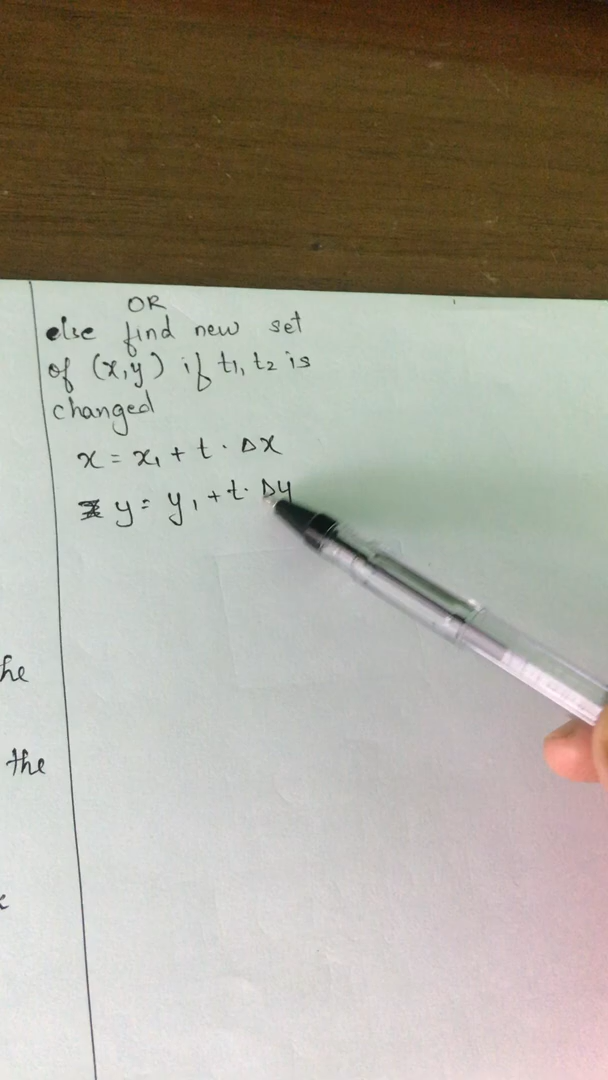 OR
else find new set
of (x,y) if t1, t2 is
changed
x = x1 + t · Δx
y = y1 + t · Δy
he
the